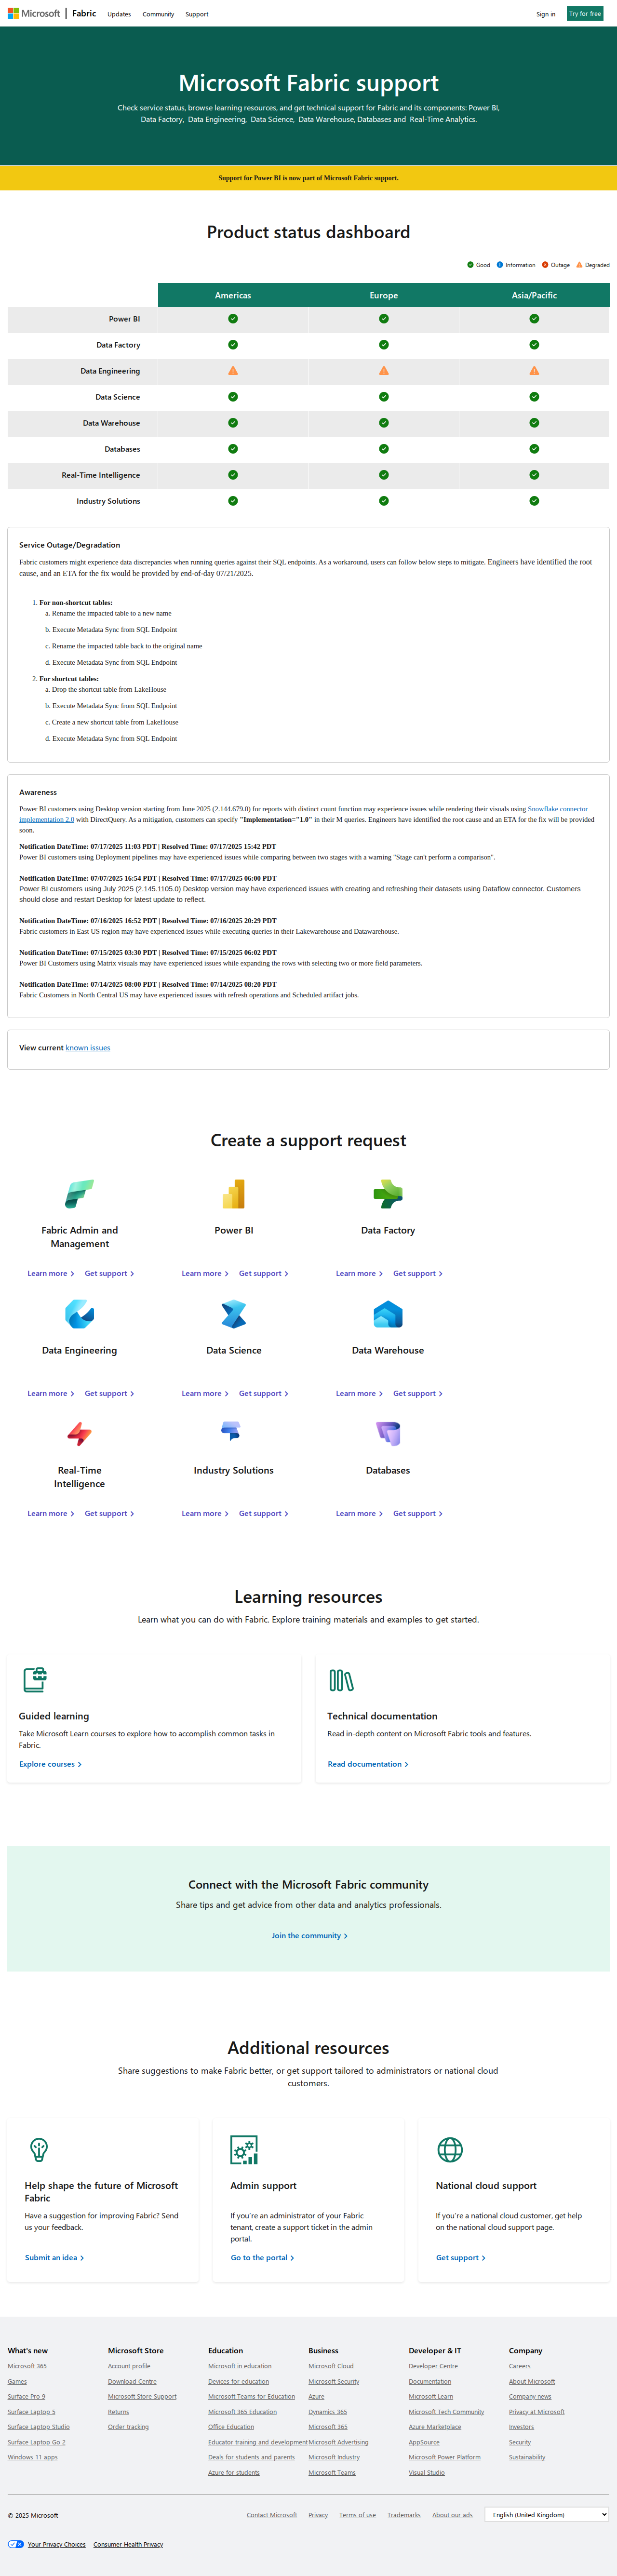 Microsoft Fabric Updates Community Support Sign in Try for free
Microsoft Fabric support
Check service status, browse learning resources, and get technical support for Fabric and its components: Power BI,
Data Factory, Data Engineering, Data Science, Data Warehouse, Databases and Real-Time Analytics.
Support for Power BI is now part of Microsoft Fabric support.
Product status dashboard
Good Information Outage Degraded
Americas Europe Asia/Pacific
Power BI
Data Factory
Data Engineering
Data Science
Data Warehouse
Databases
Real-Time Intelligence
Industry Solutions
Service Outage/Degradation
Fabric customers might experience data discrepancies when running queries against their SQL endpoints. As a workaround, users can follow below steps to mitigate. Engineers have identified the root
cause, and an ETA for the fix would be provided by end-of-day 07/21/2025.
1. For non-shortcut tables:
a. Rename the impacted table to a new name
b. Execute Metadata Sync from SQL Endpoint
c. Rename the impacted table back to the original name
d. Execute Metadata Sync from SQL Endpoint
2. For shortcut tables:
a. Drop the shortcut table from LakeHouse
b. Execute Metadata Sync from SQL Endpoint
c. Create a new shortcut table from LakeHouse
d. Execute Metadata Sync from SQL Endpoint
Awareness
Power BI customers using Desktop version starting from June 2025 (2.144.679.0) for reports with distinct count function may experience issues while rendering their visuals using Snowflake connector
implementation 2.0 with DirectQuery. As a mitigation, customers can specify "Implementation="1.0" in their M queries. Engineers have identified the root cause and an ETA for the fix will be provided
soon.
Notification DateTime: 07/17/2025 11:03 PDT | Resolved Time: 07/17/2025 15:42 PDT
Power BI customers using Deployment pipelines may have experienced issues while comparing between two stages with a warning "Stage can't perform a comparison".
Notification DateTime: 07/07/2025 16:54 PDT | Resolved Time: 07/17/2025 06:00 PDT
Power BI customers using July 2025 (2.145.1105.0) Desktop version may have experienced issues with creating and refreshing their datasets using Dataflow connector. Customers
should close and restart Desktop for latest update to reflect.
Notification DateTime: 07/16/2025 16:52 PDT | Resolved Time: 07/16/2025 20:29 PDT
Fabric customers in East US region may have experienced issues while executing queries in their Lakewarehouse and Datawarehouse.
Notification DateTime: 07/15/2025 03:30 PDT | Resolved Time: 07/15/2025 06:02 PDT
Power BI Customers using Matrix visuals may have experienced issues while expanding the rows with selecting two or more field parameters.
Notification DateTime: 07/14/2025 08:00 PDT | Resolved Time: 07/14/2025 08:20 PDT
Fabric Customers in North Central US may have experienced issues with refresh operations and Scheduled artifact jobs.
View current known issues
Create a support request
Fabric Admin and
Management
Power BI
Data Factory
Learn more Get support Learn more Get support Learn more Get support
Data Engineering Data Science Data Warehouse
Learn more Get support Learn more Get support Learn more Get support
Real-Time
Intelligence
Industry Solutions
Databases
Learn more Get support Learn more Get support Learn more Get support
Learning resources
Learn what you can do with Fabric. Explore training materials and examples to get started.
Guided learning
Take Microsoft Learn courses to explore how to accomplish common tasks in
Fabric.
Explore courses
Technical documentation
Read in-depth content on Microsoft Fabric tools and features.
Read documentation
Connect with the Microsoft Fabric community
Share tips and get advice from other data and analytics professionals.
Join the community
Additional resources
Share suggestions to make Fabric better, or get support tailored to administrators or national cloud
customers.
Help shape the future of Microsoft
Fabric
Have a suggestion for improving Fabric? Send
us your feedback.
Submit an idea
Admin support
If you're an administrator of your Fabric
tenant, create a support ticket in the admin
portal.
Go to the portal
National cloud support
If you're a national cloud customer, get help
on the national cloud support page.
Get support
What's new
Microsoft 365
Games
Surface Pro 9
Surface Laptop 5
Surface Laptop Studio
Surface Laptop Go 2
Windows 11 apps
Microsoft Store
Account profile
Download Centre
Microsoft Store Support
Returns
Order tracking
Education
Microsoft in education
Devices for education
Microsoft Teams for Education
Microsoft 365 Education
Office Education
Educator training and development
Deals for students and parents
Azure for students
Business
Microsoft Cloud
Microsoft Security
Azure
Dynamics 365
Microsoft 365
Microsoft Advertising
Microsoft Industry
Microsoft Teams
Developer & IT
Developer Centre
Documentation
Microsoft Learn
Microsoft Tech Community
Azure Marketplace
AppSource
Microsoft Power Platform
Visual Studio
Company
Careers
About Microsoft
Company news
Privacy at Microsoft
Investors
Security
Sustainability
© 2025 Microsoft Contact Microsoft Privacy Terms of use Trademarks About our ads English (United Kingdom)
Your Privacy Choices Consumer Health Privacy